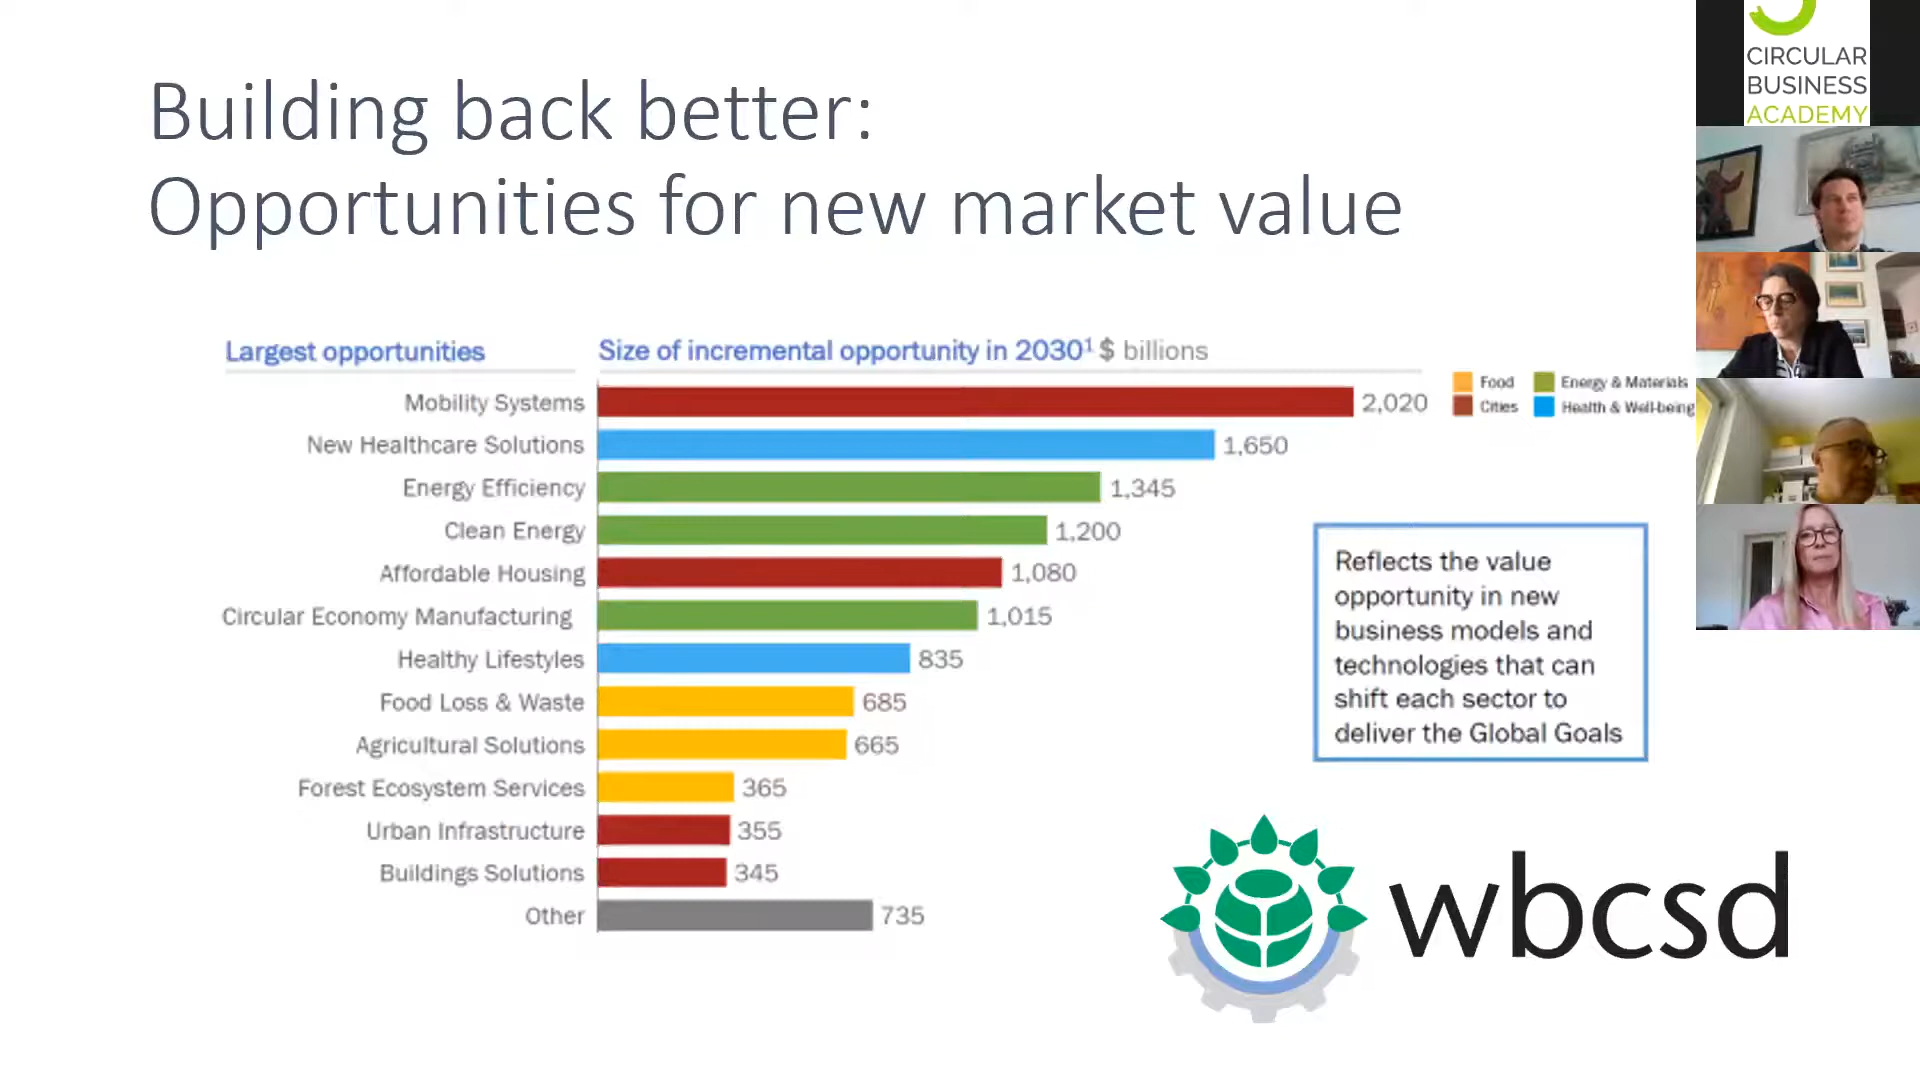 Building back better:
Opportunities for new market value
Largest opportunities
Size of incremental opportunity in 2030¹ $ billions
Mobility Systems 2,020
New Healthcare Solutions 1,650
Energy Efficiency 1,345
Clean Energy 1,200
Affordable Housing 1,080
Circular Economy Manufacturing 1,015
Healthy Lifestyles 835
Food Loss & Waste 685
Agricultural Solutions 665
Forest Ecosystem Services 365
Urban Infrastructure 355
Buildings Solutions 345
Other 735
Food Energy & Materials
Cities Health & Well-being
Reflects the value
opportunity in new
business models and
technologies that can
shift each sector to
deliver the Global Goals
wbcsd
CIRCULAR
BUSINESS
ACADEMY